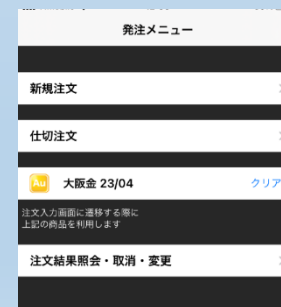 発注メニュー
新規注文
仕切注文
Au 大阪金 23/04 クリア
注文入力画面に遷移する際に
上記の商品を利用します
注文結果照会・取消・変更